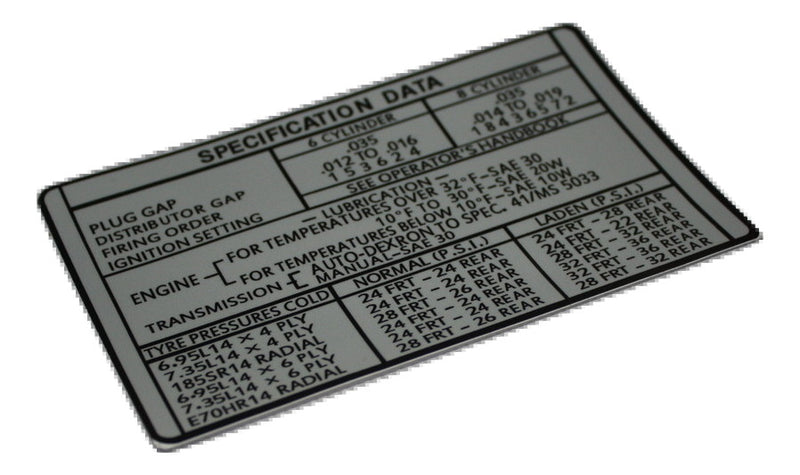 SPECIFICATION DATA
6 CYLINDER 8 CYLINDER
PLUG GAP .035 .035
DISTRIBUTOR GAP .012 TO .016 .014 TO .019
FIRING ORDER 1 5 3 6 2 4 1 8 4 3 6 5 7 2
IGNITION SETTING SEE OPERATOR'S HANDBOOK
– LUBRICATION –
ENGINE FOR TEMPERATURES OVER 32°F–SAE 30
10°F TO 30°F–SAE 20W
FOR TEMPERATURES BELOW 10°F–SAE 10W
TRANSMISSION AUTO DEXRON TO SPEC. 41/MS 5033
MANUAL–SAE 30
TYRE PRESSURES COLD NORMAL (P.S.I.) LADEN (P.S.I.)
6.95L14 X 4 PLY 24 FRT – 24 REAR 24 FRT – 28 REAR
7.35L14 X 4 PLY 24 FRT – 24 REAR 24 FRT – 28 REAR
185SR14 RADIAL 28 FRT – 26 REAR 28 FRT – 32 REAR
6.95L14 X 6 PLY 24 FRT – 24 REAR 32 FRT – 36 REAR
7.35L14 X 6 PLY 24 FRT – 24 REAR 32 FRT – 36 REAR
E70HR14 RADIAL 28 FRT – 26 REAR 28 FRT – 32 REAR